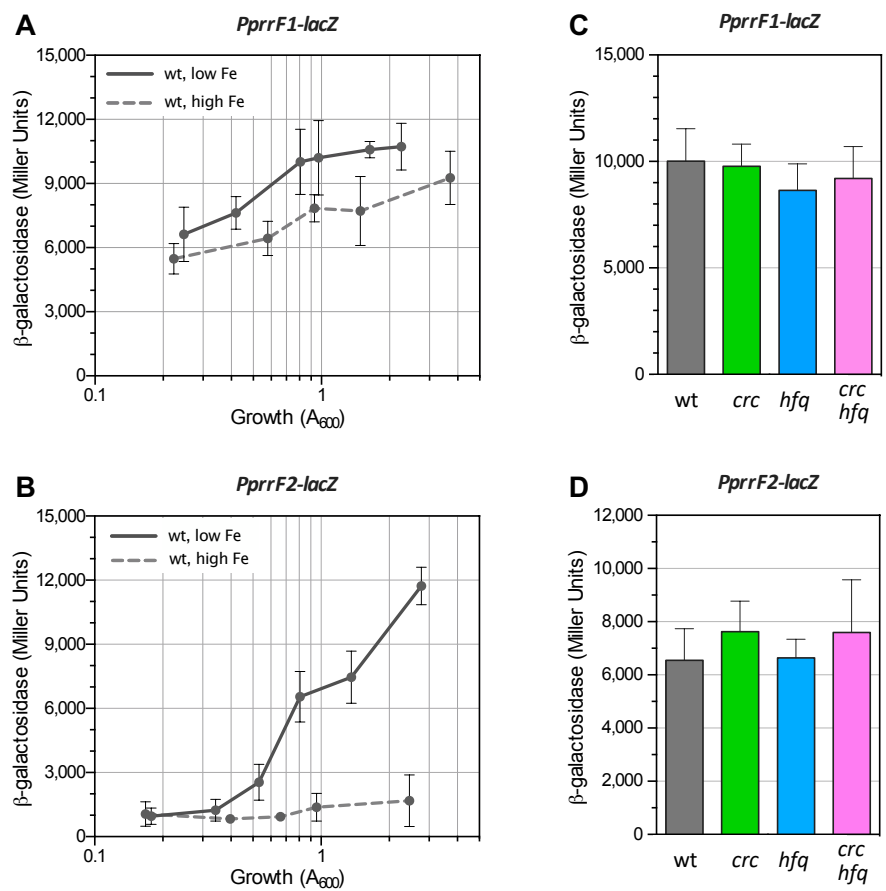 A
PprrF1-lacZ
wt, low Fe
wt, high Fe
15,000
12,000
9,000
6,000
3,000
0
β-galactosidase (Miller Units)
0.1
1
Growth (A600)
C
PprrF1-lacZ
15,000
10,000
5,000
0
β-galactosidase (Miller Units)
wt
crc
hfq
crc
hfq
B
PprrF2-lacZ
wt, low Fe
wt, high Fe
15,000
12,000
9,000
6,000
3,000
0
β-galactosidase (Miller Units)
0.1
1
Growth (A600)
D
PprrF2-lacZ
12,000
10,000
8,000
6,000
4,000
2,000
0
β-galactosidase (Miller Units)
wt
crc
hfq
crc
hfq